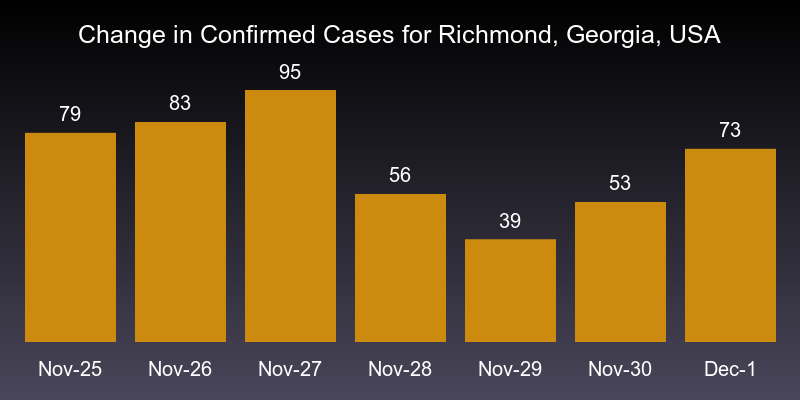 Change in Confirmed Cases for Richmond, Georgia, USA
79
83
95
56
39
53
73
Nov-25
Nov-26
Nov-27
Nov-28
Nov-29
Nov-30
Dec-1